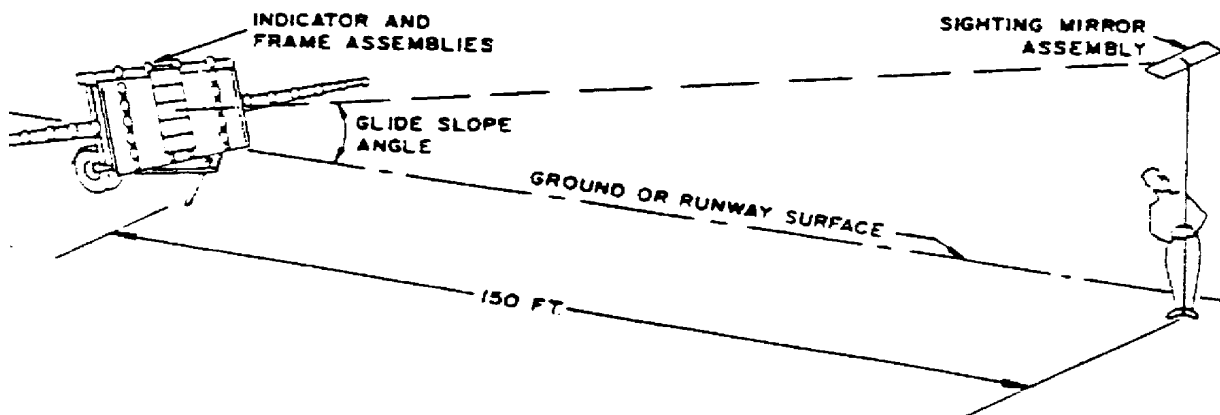 INDICATOR AND
FRAME ASSEMBLIES
SIGHTING MIRROR
ASSEMBLY
GLIDE SLOPE
ANGLE
GROUND OR RUNWAY SURFACE
150 FT.